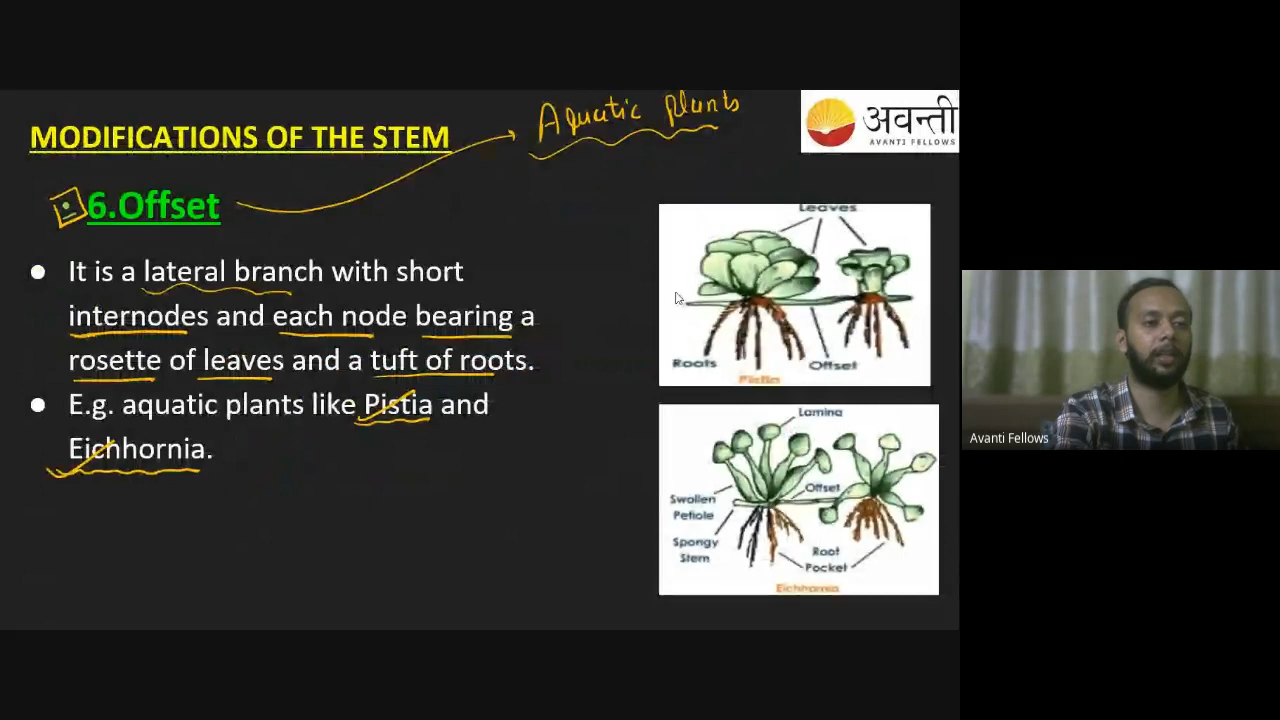 Aquatic plants
MODIFICATIONS OF THE STEM
अवन्ती
AVANTI FELLOWS
6.Offset
● It is a lateral branch with short
internodes and each node bearing a
rosette of leaves and a tuft of roots.
● E.g. aquatic plants like Pistia and
Eichhornia.
Leaves
Roots
Offset
Pistia
Lamina
Offset
Swollen
Petiole
Spongy
Stem
Root
Pocket
Eichhornia
Avanti Fellows